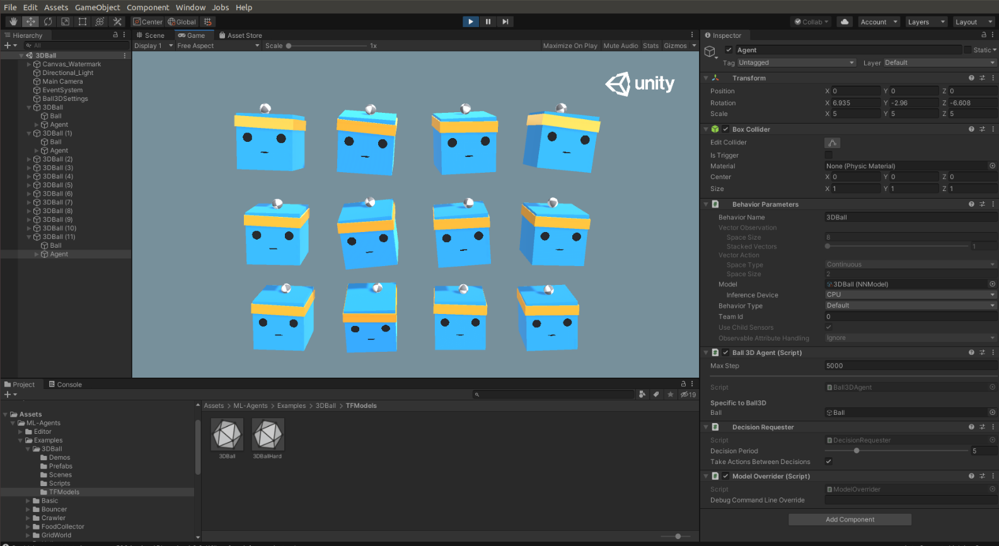 File Edit Assets GameObject Component Window Jobs Help
Center Global Collab Account Layers Layout
Hierarchy
All
3DBall
Canvas_Watermark
Directional_Light
Main Camera
EventSystem
Ball3DSettings
3DBall
Ball
Agent
3DBall (1)
Ball
Agent
3DBall (2)
3DBall (3)
3DBall (4)
3DBall (5)
3DBall (6)
3DBall (7)
3DBall (8)
3DBall (9)
3DBall (10)
3DBall (11)
Ball
Agent
Scene Game Asset Store
Display 1 Free Aspect Scale 1x Maximize On Play Mute Audio Stats Gizmos
unity
Project Console
19
Assets
ML-Agents
Editor
Examples
3DBall
Demos
Prefabs
Scenes
Scripts
TFModels
Basic
Bouncer
Crawler
FoodCollector
GridWorld
Assets > ML-Agents > Examples > 3DBall > TFModels
3DBall 3DBallHard
Inspector
Agent Static
Tag Untagged Layer Default
Transform
Position X 0 Y 0 Z 0
Rotation X 6.935 Y -2.96 Z -6.608
Scale X 5 Y 5 Z 5
Box Collider
Edit Collider
Is Trigger
Material None (Physic Material)
Center X 0 Y 0 Z 0
Size X 1 Y 1 Z 1
Behavior Parameters
Behavior Name 3DBall
Vector Observation
Space Size 8
Stacked Vectors 1
Vector Action
Space Type Continuous
Space Size 2
Model 3DBall (NNModel)
Inference Device CPU
Behavior Type Default
Team Id 0
Use Child Sensors
Observable Attribute Handling Ignore
Ball 3D Agent (Script)
Max Step 5000
Script Ball3DAgent
Specific to Ball3D
Ball Ball
Decision Requester
Script DecisionRequester
Decision Period 5
Take Actions Between Decisions
Model Overrider (Script)
Script ModelOverrider
Debug Command Line Override
Add Component